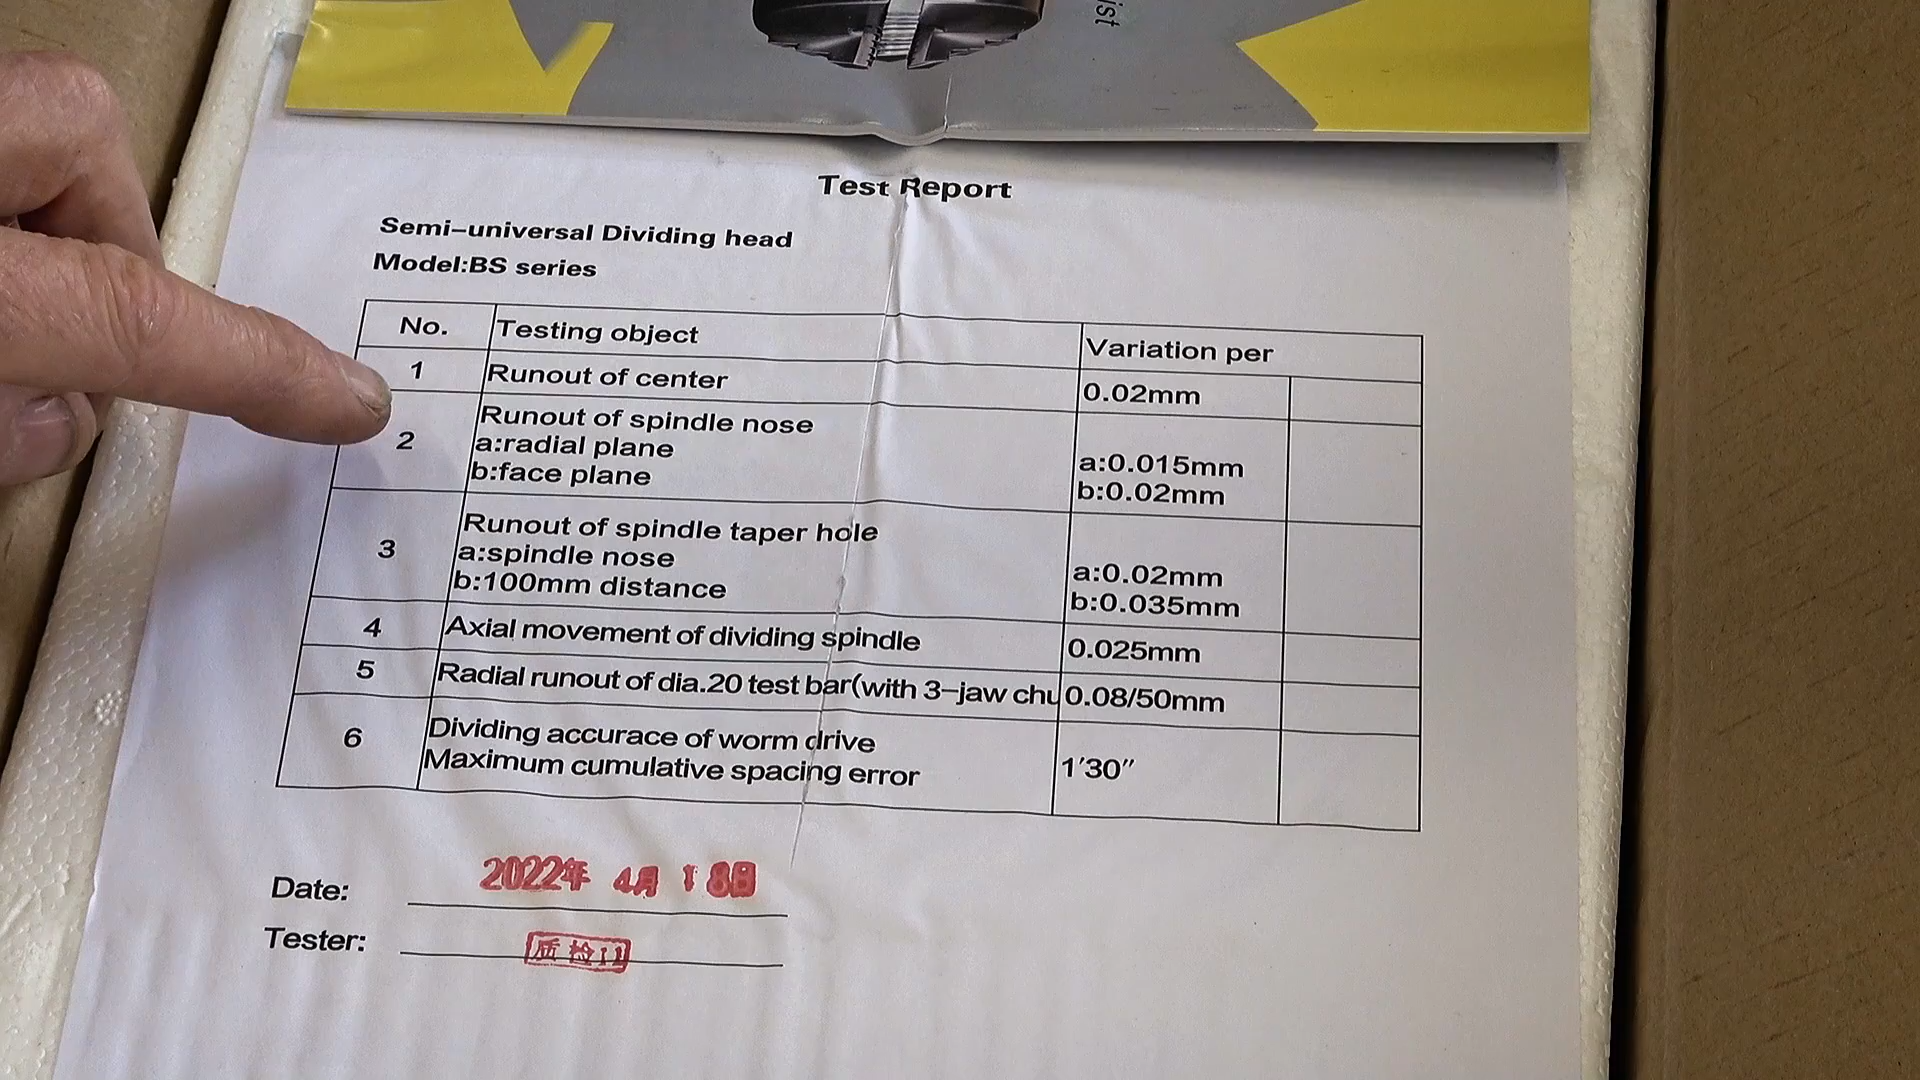 ist
Test Report
Semi-universal Dividing head
Model:BS series
No. Testing object Variation per
1 Runout of center 0.02mm
2 Runout of spindle nose
a:radial plane a:0.015mm
b:face plane b:0.02mm
3 Runout of spindle taper hole
a:spindle nose a:0.02mm
b:100mm distance b:0.035mm
4 Axial movement of dividing spindle 0.025mm
5 Radial runout of dia.20 test bar(with 3-jaw chu 0.08/50mm
6 Dividing accurace of worm drive
Maximum cumulative spacing error 1'30"
Date: 2022年 4月 18日
Tester: 质检11